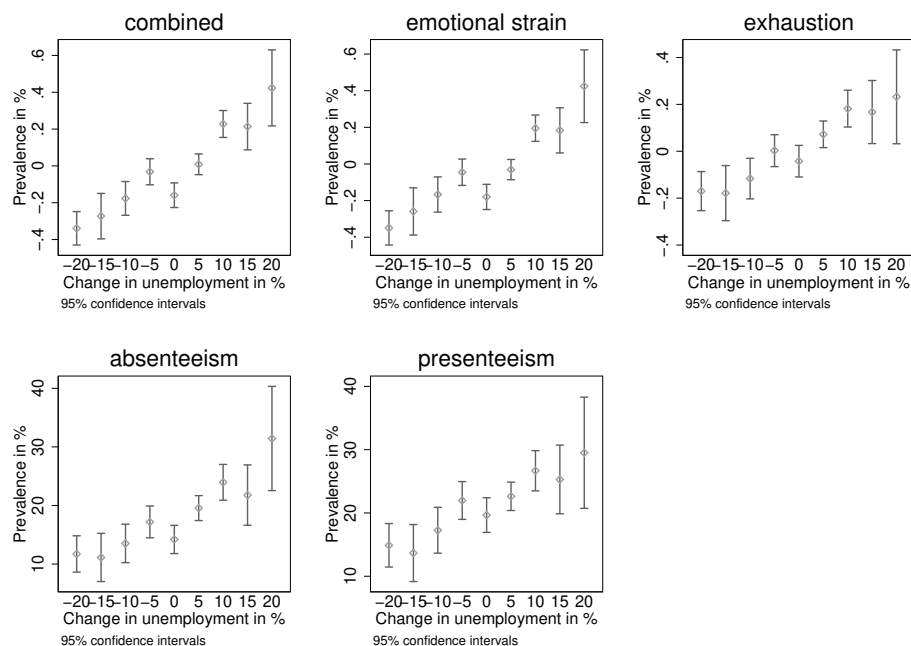 combined
Prevalence in %
.6
.4
.2
0
−.2
−.4
−20 −15 −10 −5 0 5 10 15 20
Change in unemployment in %
95% confidence intervals
emotional strain
Prevalence in %
.6
.4
.2
0
−.2
−.4
−20 −15 −10 −5 0 5 10 15 20
Change in unemployment in %
95% confidence intervals
exhaustion
Prevalence in %
.4
.2
0
−.2
−.4
−20 −15 −10 −5 0 5 10 15 20
Change in unemployment in %
95% confidence intervals
absenteeism
Prevalence in %
40
30
20
10
−20 −15 −10 −5 0 5 10 15 20
Change in unemployment in %
95% confidence intervals
presenteeism
Prevalence in %
40
30
20
10
−20 −15 −10 −5 0 5 10 15 20
Change in unemployment in %
95% confidence intervals